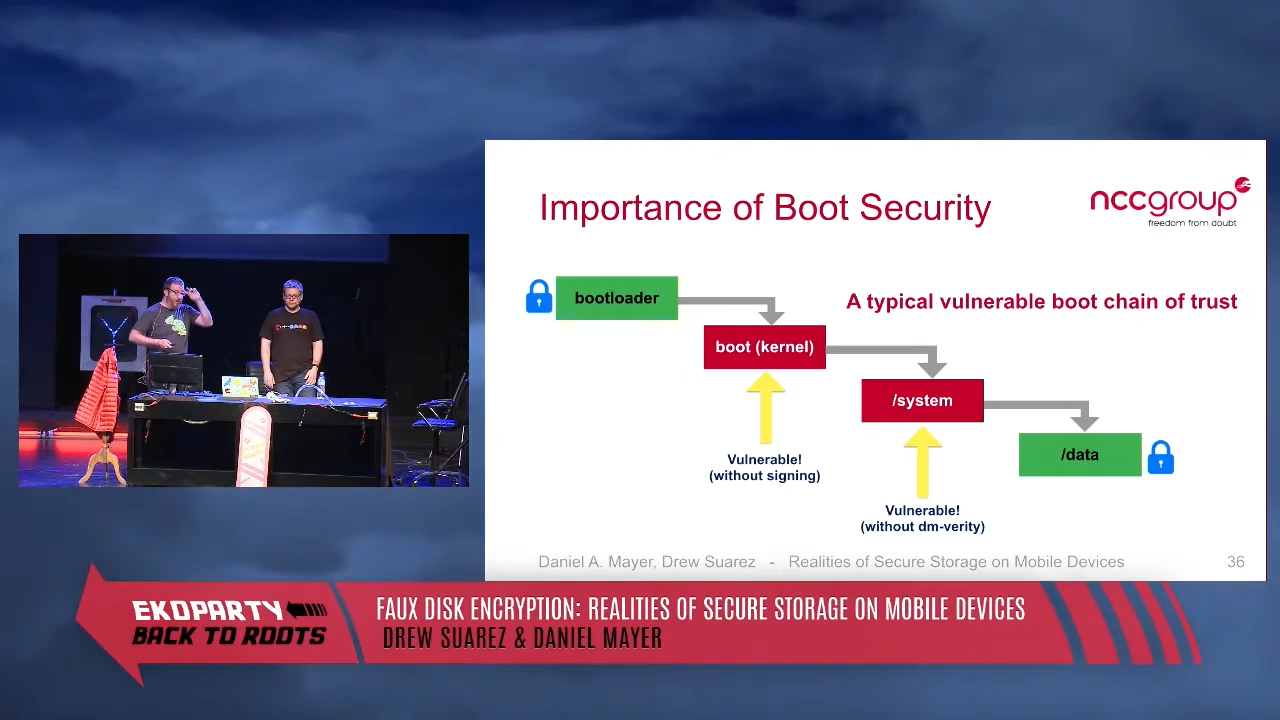 Importance of Boot Security
nccgroup
freedom from doubt
bootloader
A typical vulnerable boot chain of trust
boot (kernel)
/system
/data
Vulnerable!
(without signing)
Vulnerable!
(without dm-verity)
Daniel A. Mayer, Drew Suarez - Realities of Secure Storage on Mobile Devices 36
EKOPARTY
BACK TO ROOTS
FAUX DISK ENCRYPTION: REALITIES OF SECURE STORAGE ON MOBILE DEVICES
DREW SUAREZ & DANIEL MAYER